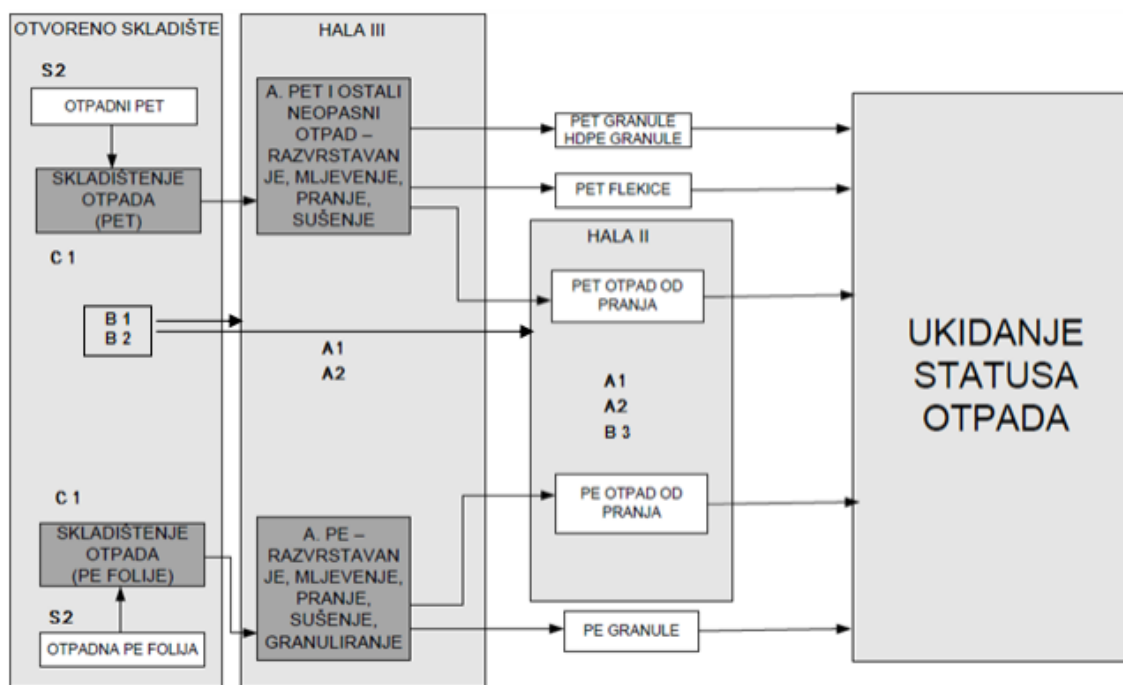 OTVORENO SKLADIŠTE
S2
OTPADNI PET
SKLADIŠTENJE
OTPADA
(PET)
C 1
B 1
B 2
C 1
SKLADIŠTENJE
OTPADA
(PE FOLIJE)
S2
OTPADNA PE FOLIJA
HALA III
A. PET I OSTALI
NEOPASNI
OTPAD –
RAZVRSTAVAN
JE, MLJEVENJE,
PRANJE,
SUŠENJE
A1
A2
A. PE –
RAZVRSTAVAN
JE, MLJEVENJE,
PRANJE,
SUŠENJE,
GRANULIRANJE
PET GRANULE
HDPE GRANULE
PET FLEKICE
HALA II
PET OTPAD OD
PRANJA
A1
A2
B 3
PE OTPAD OD
PRANJA
PE GRANULE
UKIDANJE
STATUSA
OTPADA